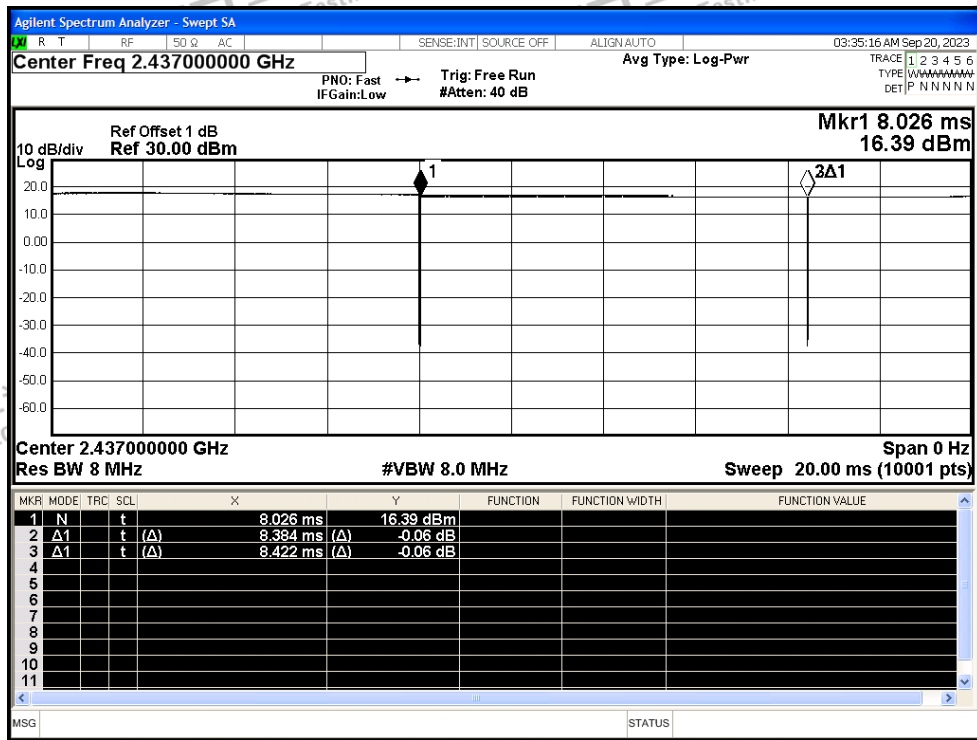 Agilent Spectrum Analyzer - Swept SA
LXI R T RF 50 Ω AC SENSE:INT SOURCE OFF ALIGN AUTO 03:35:16 AM Sep 20, 2023
Center Freq 2.437000000 GHz
PNO: Fast
IFGain:Low
Trig: Free Run
#Atten: 40 dB
Avg Type: Log-Pwr
TRACE 1 2 3 4 5 6
TYPE WWWWWW
DET P N N N N N
Mkr1 8.026 ms
16.39 dBm
Ref Offset 1 dB
10 dB/div Ref 30.00 dBm
Log
1
3Δ1
20.0
10.0
0.00
-10.0
-20.0
-30.0
-40.0
-50.0
-60.0
Center 2.437000000 GHz Span 0 Hz
Res BW 8 MHz #VBW 8.0 MHz Sweep 20.00 ms (10001 pts)
MKR MODE TRC SCL X Y FUNCTION FUNCTION WIDTH FUNCTION VALUE
1 N t 8.026 ms 16.39 dBm
2 Δ1 t (Δ) 8.384 ms (Δ) -0.06 dB
3 Δ1 t (Δ) 8.422 ms (Δ) -0.06 dB
4
5
6
7
8
9
10
11
MSG STATUS